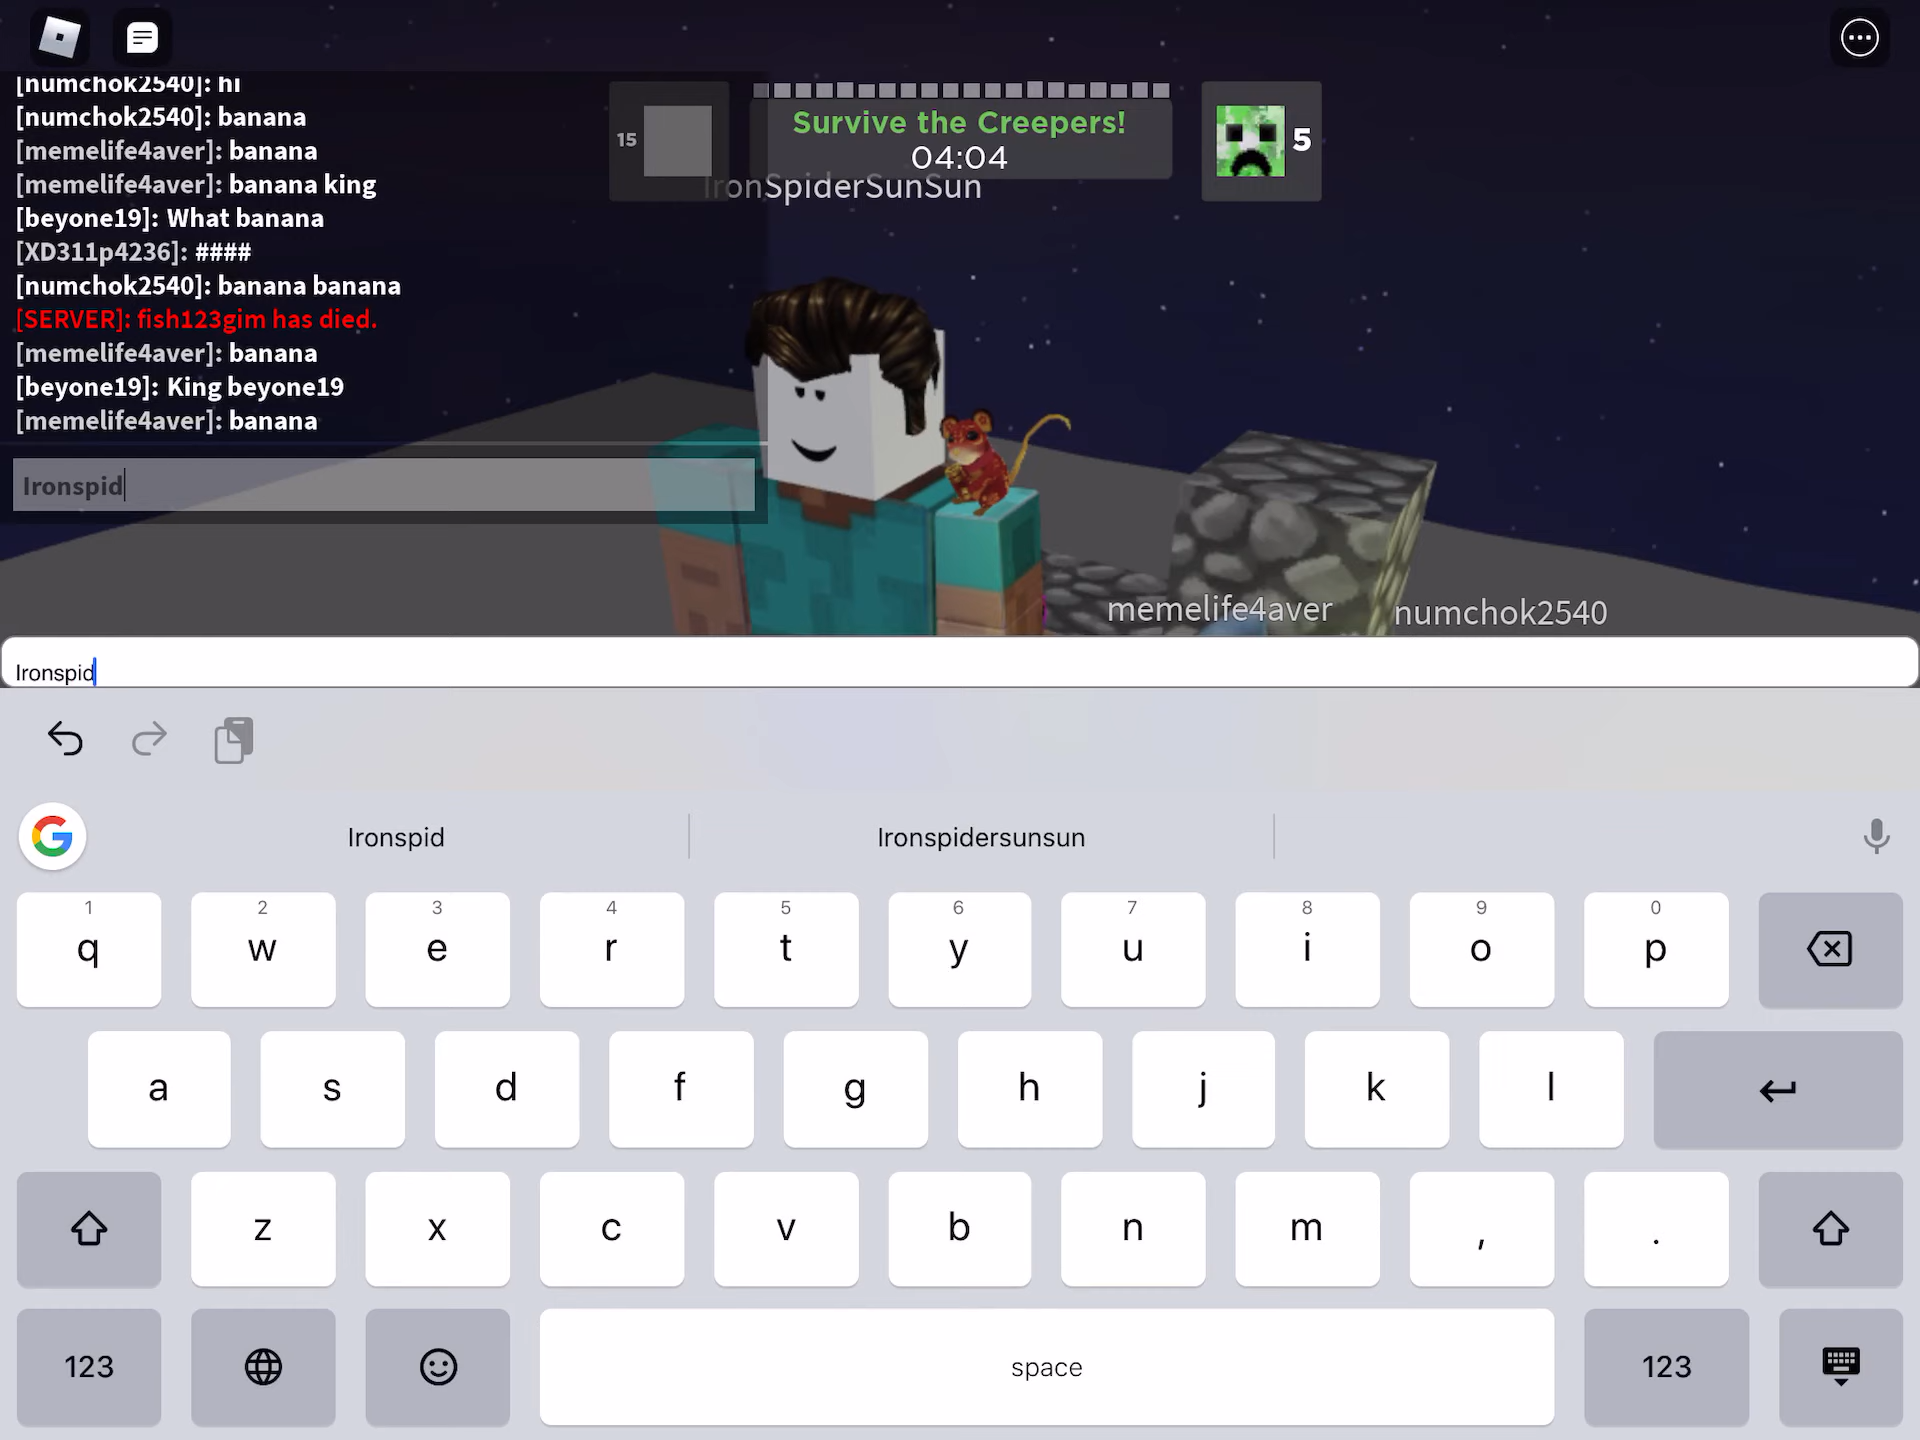 [numchok2540]: hi
[numchok2540]: banana
[memelife4aver]: banana
[memelife4aver]: banana king
[beyone19]: What banana
[XD311p4236]: ####
[numchok2540]: banana banana
[SERVER]: fish123gim has died.
[memelife4aver]: banana
[beyone19]: King beyone19
[memelife4aver]: banana
Ironspid
15
Survive the Creepers!
04:04
5
IronSpiderSunSun
memelife4aver
numchok2540
Ironspid
Ironspid
Ironspidersunsun
1 2 3 4 5 6 7 8 9 0
q w e r t y u i o p
a s d f g h j k l
z x c v b n m , .
123 space 123